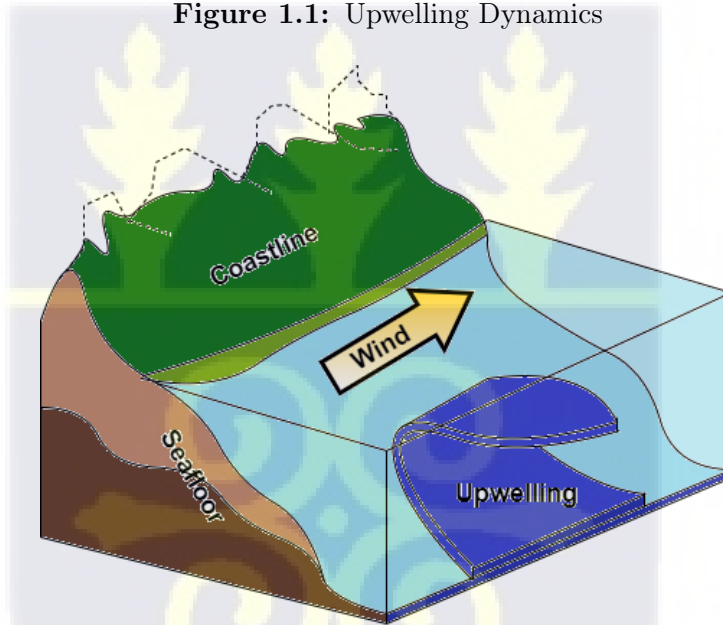 Figure 1.1: Upwelling Dynamics
Coastline
Wind
Seafloor
Upwelling